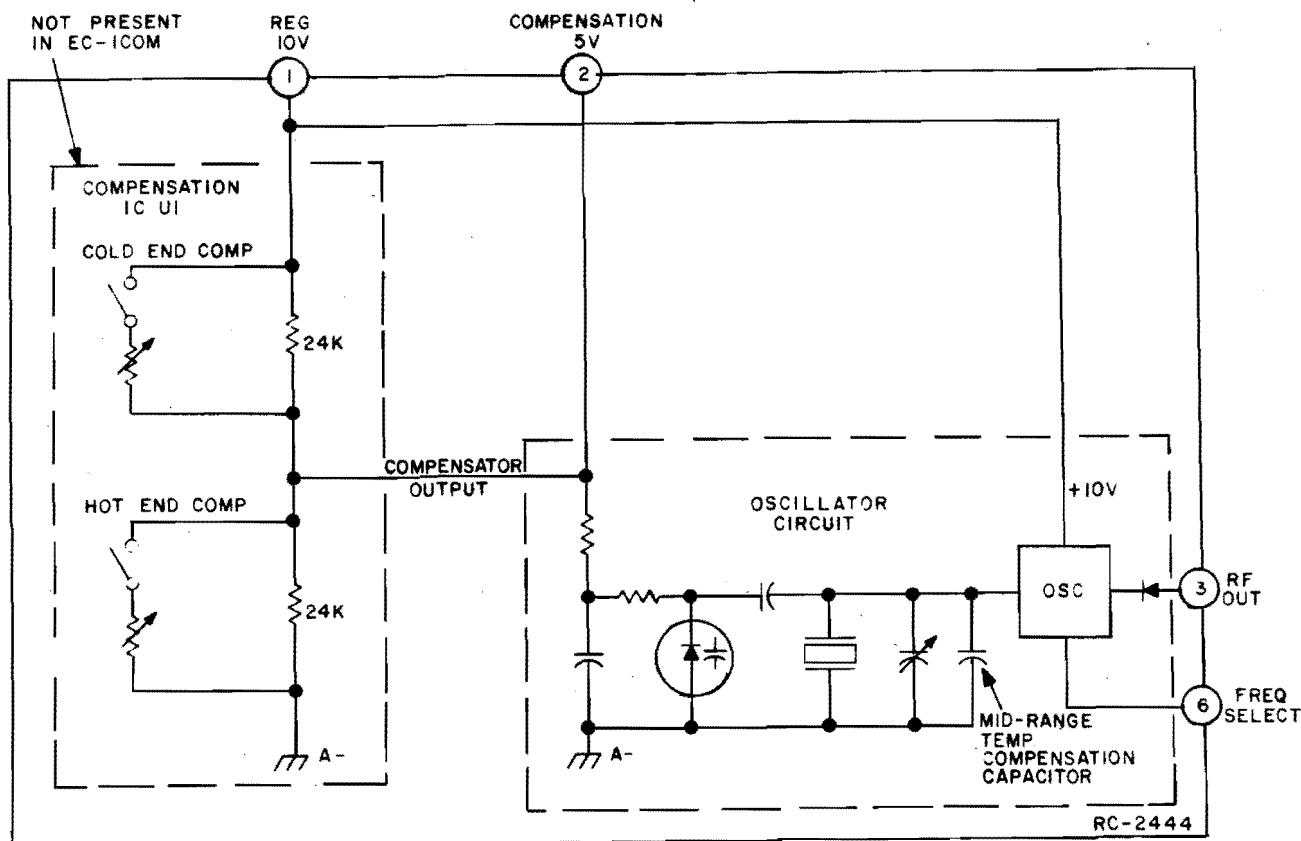 NOT PRESENT
IN EC-ICOM
REG
10V
1
COMPENSATION
5V
2
COMPENSATION
IC U1
COLD END COMP
24K
COMPENSATOR
OUTPUT
HOT END COMP
24K
A-
OSCILLATOR
CIRCUIT
+10V
OSC
3
RF
OUT
6
FREQ
SELECT
MID-RANGE
TEMP
COMPENSATION
CAPACITOR
A-
RC-2444